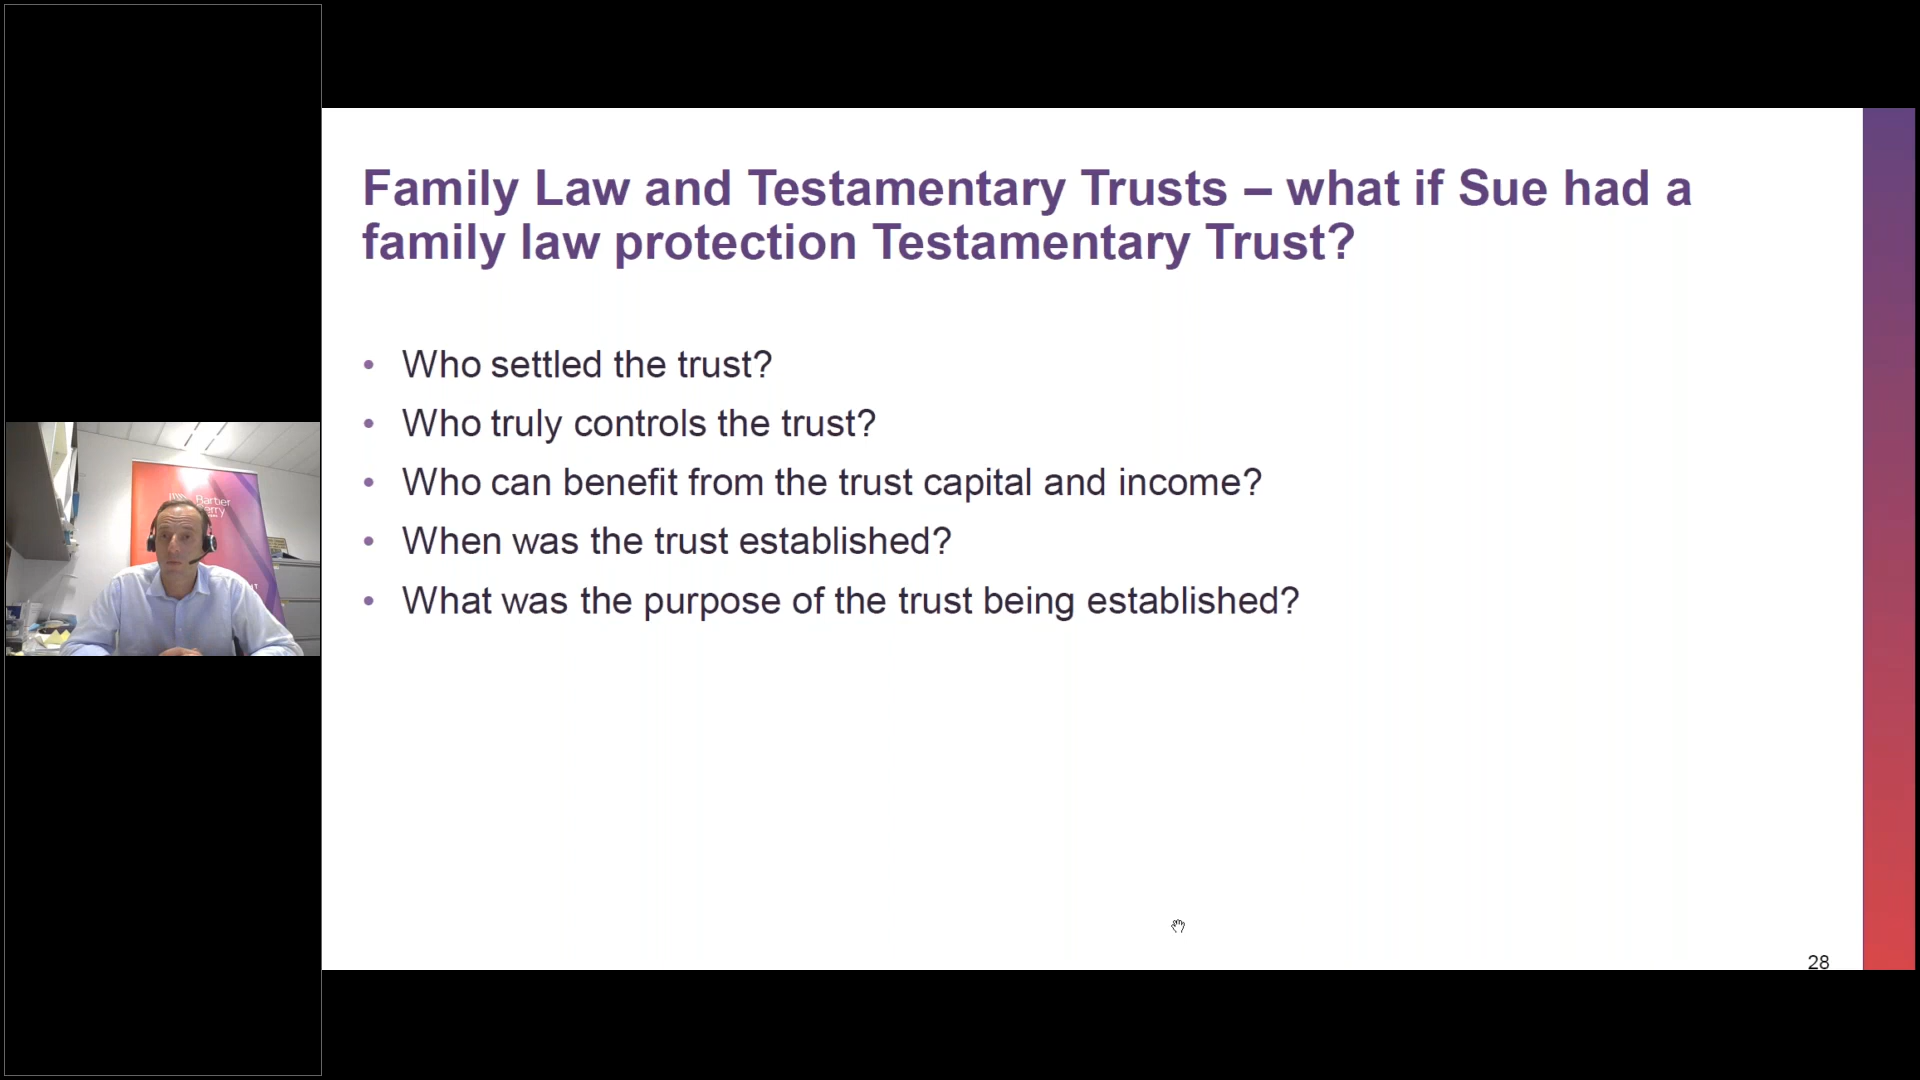 Family Law and Testamentary Trusts – what if Sue had a
family law protection Testamentary Trust?
• Who settled the trust?
• Who truly controls the trust?
• Who can benefit from the trust capital and income?
• When was the trust established?
• What was the purpose of the trust being established?
28